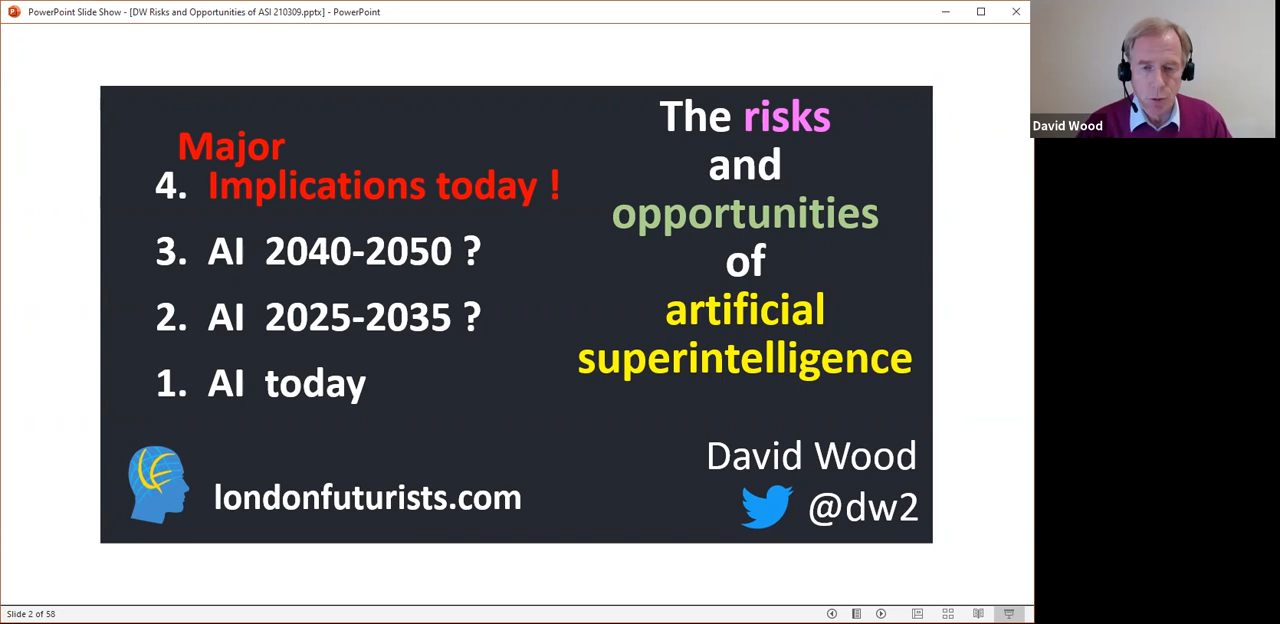 PowerPoint Slide Show - [DW Risks and Opportunities of ASI 210309.pptx] - PowerPoint
Major
4. Implications today !
3. AI 2040-2050 ?
2. AI 2025-2035 ?
1. AI today
londonfuturists.com
The risks
and
opportunities
of
artificial
superintelligence
David Wood
@dw2
David Wood
Slide 2 of 58